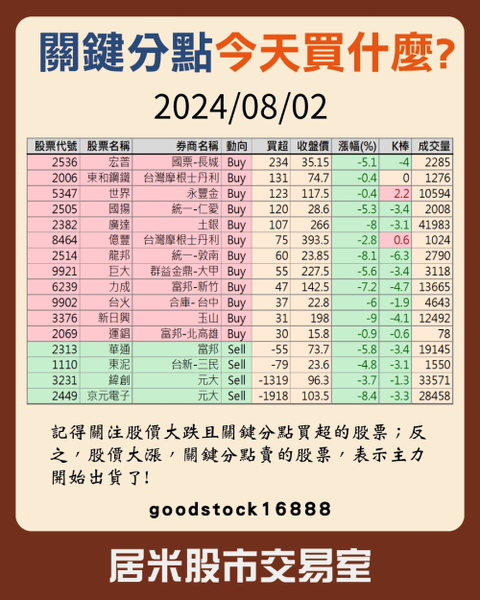 關鍵分點今天買什麼?
2024/08/02
股票代號 股票名稱 券商名稱 動向 買超 收盤價 漲幅(%) K棒 成交量
2536 宏普 國票-長城 Buy 234 35.15 -5.1 -4 2285
2006 東和鋼鐵 台灣摩根士丹利 Buy 131 74.7 -0.4 0 1276
5347 世界 永豐金 Buy 123 117.5 -0.4 2.2 10594
2505 國揚 統一-仁愛 Buy 120 28.6 -5.3 -3.4 2008
2382 廣達 土銀 Buy 107 266 -8 -3.1 41983
8464 億豐 台灣摩根士丹利 Buy 75 393.5 -2.8 0.6 1024
2514 龍邦 統一-敦南 Buy 60 23.85 -8.1 -6.3 2790
9921 巨大 群益金鼎-大甲 Buy 55 227.5 -5.6 -3.4 3118
6239 力成 富邦-新竹 Buy 47 142.5 -7.2 -4.7 13665
9902 台火 合庫-台中 Buy 37 22.8 -6 -1.9 4643
3376 新日興 玉山 Buy 31 198 -9 -4.1 12492
2069 運錩 富邦-北高雄 Buy 30 15.8 -0.9 -0.6 78
2313 華通 富邦 Sell -55 73.7 -5.8 -3.4 19145
1110 東泥 台新-三民 Sell -79 23.6 -4.8 -3.1 1550
3231 緯創 元大 Sell -1319 96.3 -3.7 -1.3 33571
2449 京元電子 元大 Sell -1918 103.5 -8.4 -3.3 28458
記得關注股價大跌且關鍵分點買超的股票；反
之，股價大漲，關鍵分點賣的股票，表示主力
開始出貨了!
goodstock16888
居米股市交易室